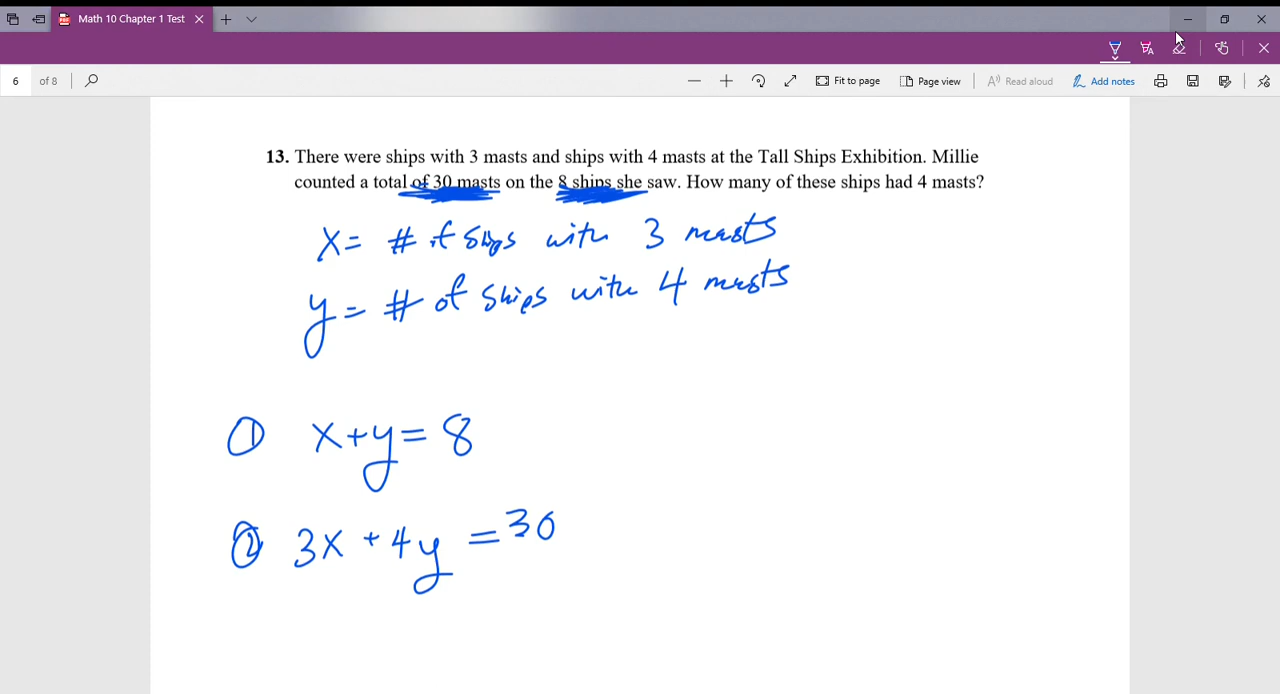 Math 10 Chapter 1 Test
6 of 8
Fit to page
Page view
Read aloud
Add notes
13. There were ships with 3 masts and ships with 4 masts at the Tall Ships Exhibition. Millie
counted a total of 30 masts on the 8 ships she saw. How many of these ships had 4 masts?
x = # of ships with 3 masts
y = # of ships with 4 masts
① x+y= 8
② 3x + 4y = 30